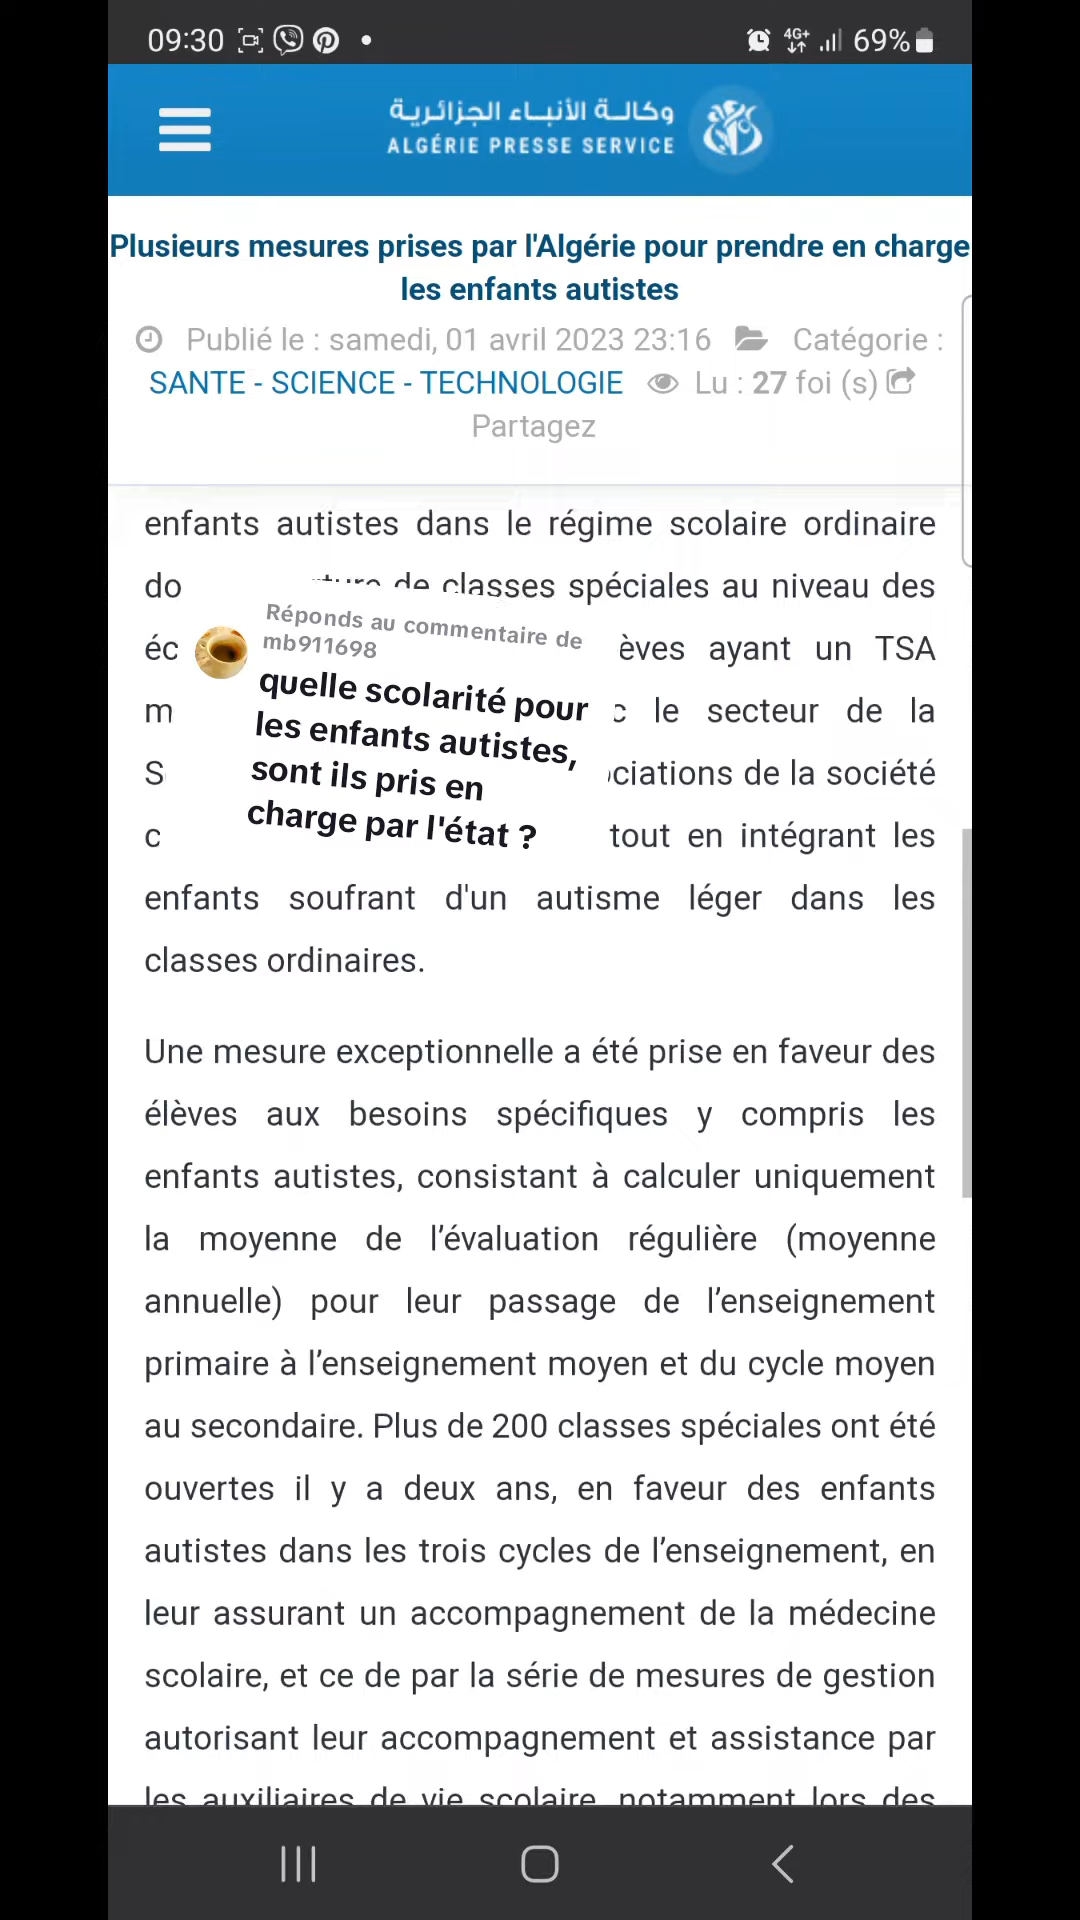 09:30
4G+
69%
وكالة الأنباء الجزائرية
ALGÉRIE PRESSE SERVICE
Plusieurs mesures prises par l'Algérie pour prendre en charge
les enfants autistes
Publié le : samedi, 01 avril 2023 23:16 Catégorie :
SANTE - SCIENCE - TECHNOLOGIE Lu : 27 foi (s)
Partagez
enfants autistes dans le régime scolaire ordinaire
de classes spéciales au niveau des
Réponds au commentaire de
mb911698
quelle scolarité pour
les enfants autistes,
sont ils pris en
charge par l'état ?
ayant un TSA
le secteur de la
de la société
tout en intégrant les
enfants soufrant d'un autisme léger dans les
classes ordinaires.
Une mesure exceptionnelle a été prise en faveur des
élèves aux besoins spécifiques y compris les
enfants autistes, consistant à calculer uniquement
la moyenne de l’évaluation régulière (moyenne
annuelle) pour leur passage de l’enseignement
primaire à l’enseignement moyen et du cycle moyen
au secondaire. Plus de 200 classes spéciales ont été
ouvertes il y a deux ans, en faveur des enfants
autistes dans les trois cycles de l’enseignement, en
leur assurant un accompagnement de la médecine
scolaire, et ce de par la série de mesures de gestion
autorisant leur accompagnement et assistance par
les auxiliaires de vie scolaire, notamment lors des